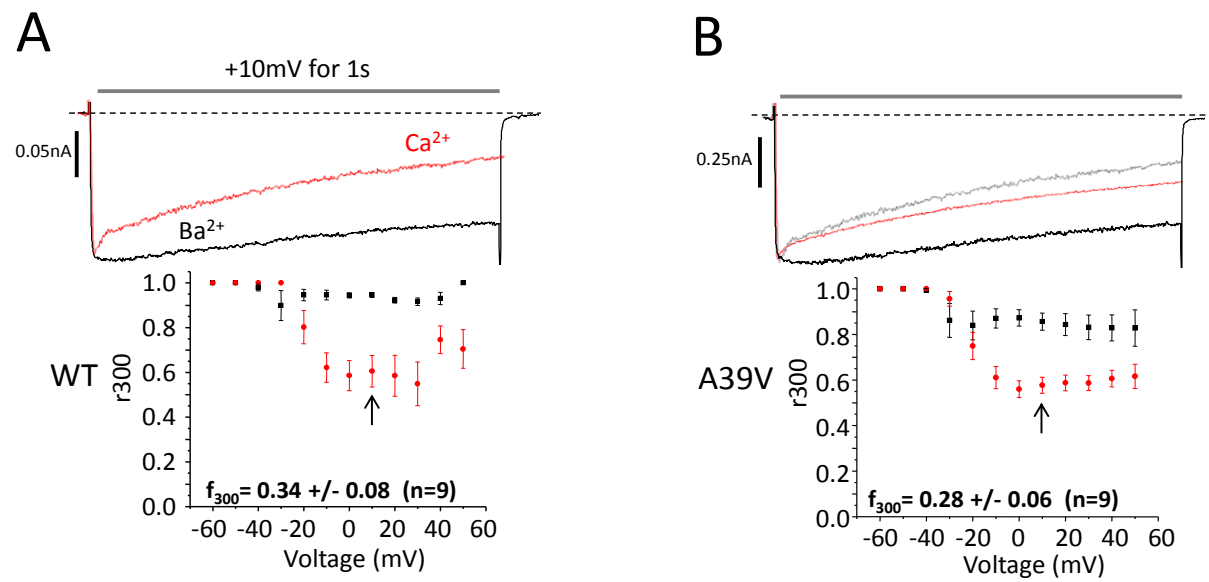 A
+10mV for 1s
0.05nA
Ca²⁺
Ba²⁺
1.0
0.8
0.6
0.4
0.2
0.0
WT
r300
f₃₀₀= 0.34 +/- 0.08 (n=9)
-60 -40 -20 0 20 40 60
Voltage (mV)
B
0.25nA
1.0
0.8
0.6
0.4
0.2
0.0
A39V
r300
f₃₀₀= 0.28 +/- 0.06 (n=9)
-60 -40 -20 0 20 40 60
Voltage (mV)